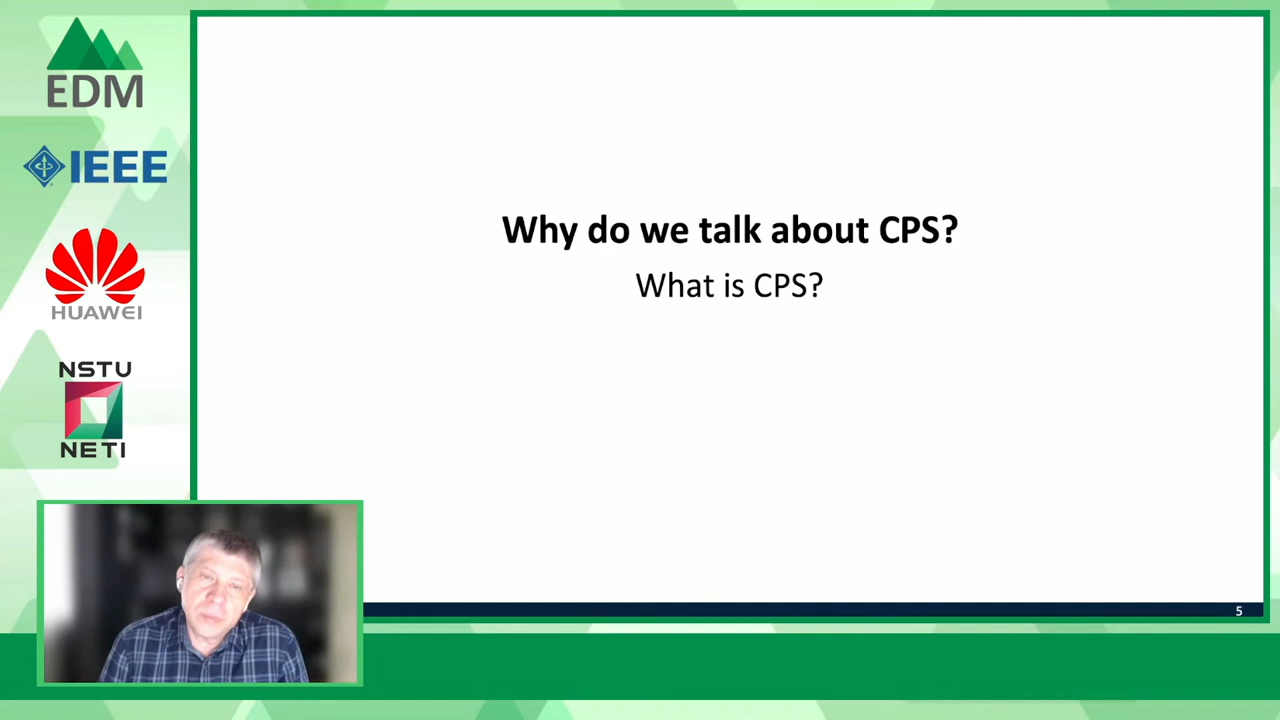 EDM
IEEE
HUAWEI
NSTU
NETI
Why do we talk about CPS?
What is CPS?
5